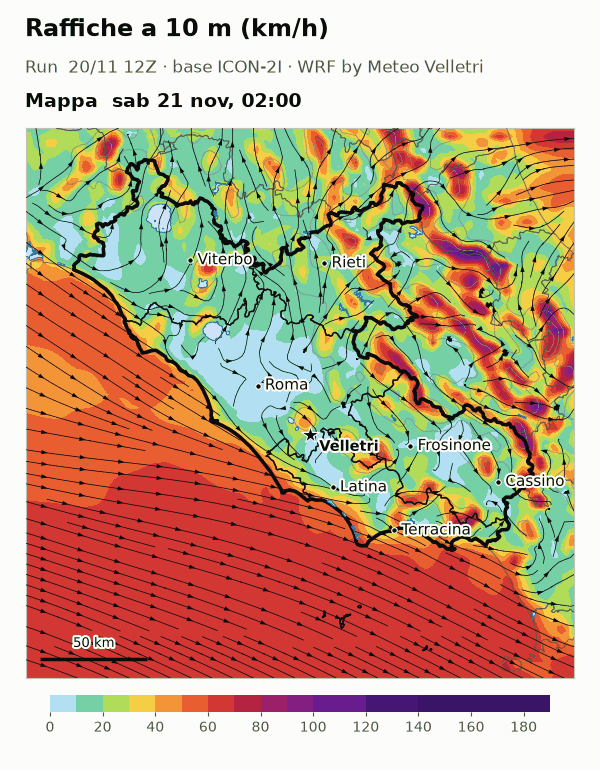 Raffiche a 10 m (km/h)
Run  20/11 12Z · base ICON-2I · WRF by Meteo Velletri
Mappa  sab 21 nov, 02:00
Viterbo
Rieti
Roma
Velletri
Frosinone
Cassino
Latina
Terracina
50 km
0 20 40 60 80 100 120 140 160 180